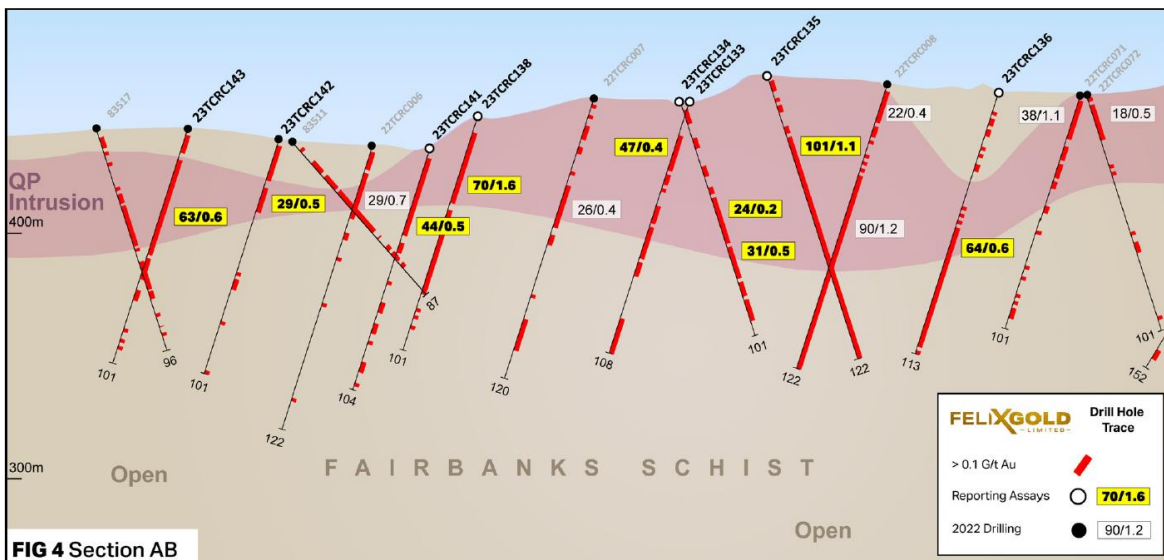 83517
23TCRC143
23TCRC142
83511
22TCRC006
23TCRC141
23TCRC138
22TCRC007
23TCRC134
23TCRC133
23TCRC135
22TCRC008
23TCRC136
22TCRC071
22TCRC072
22/0.4
38/1.1
18/0.5
47/0.4
101/1.1
QP
Intrusion
70/1.6
63/0.6
29/0.5
29/0.7
26/0.4
24/0.2
44/0.5
90/1.2
400m
31/0.5
64/0.6
87
101
96
101
104
122
101
120
108
101
122
122
113
101
101
152
300m
Open
FAIRBANKS SCHIST
Open
FELIXGOLD
LIMITED
Drill Hole
Trace
> 0.1 G/t Au
Reporting Assays
70/1.6
2022 Drilling
90/1.2
FIG 4 Section AB